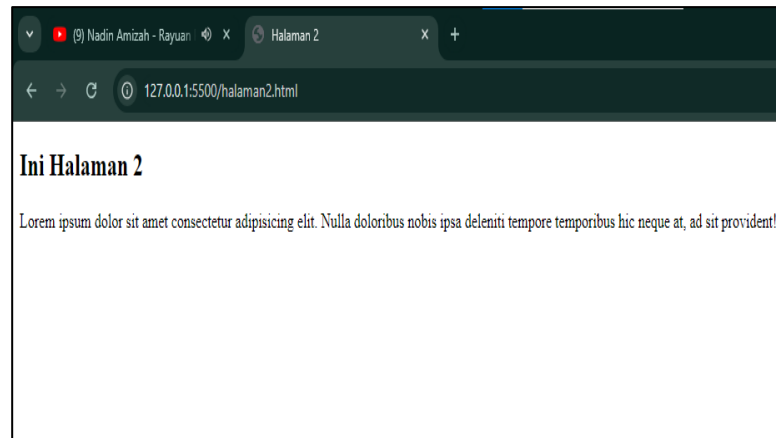 (9) Nadin Amizah - Rayuan
Halaman 2
127.0.0.1:5500/halaman2.html
Ini Halaman 2
Lorem ipsum dolor sit amet consectetur adipisicing elit. Nulla doloribus nobis ipsa deleniti tempore temporibus hic neque at, ad sit provident!